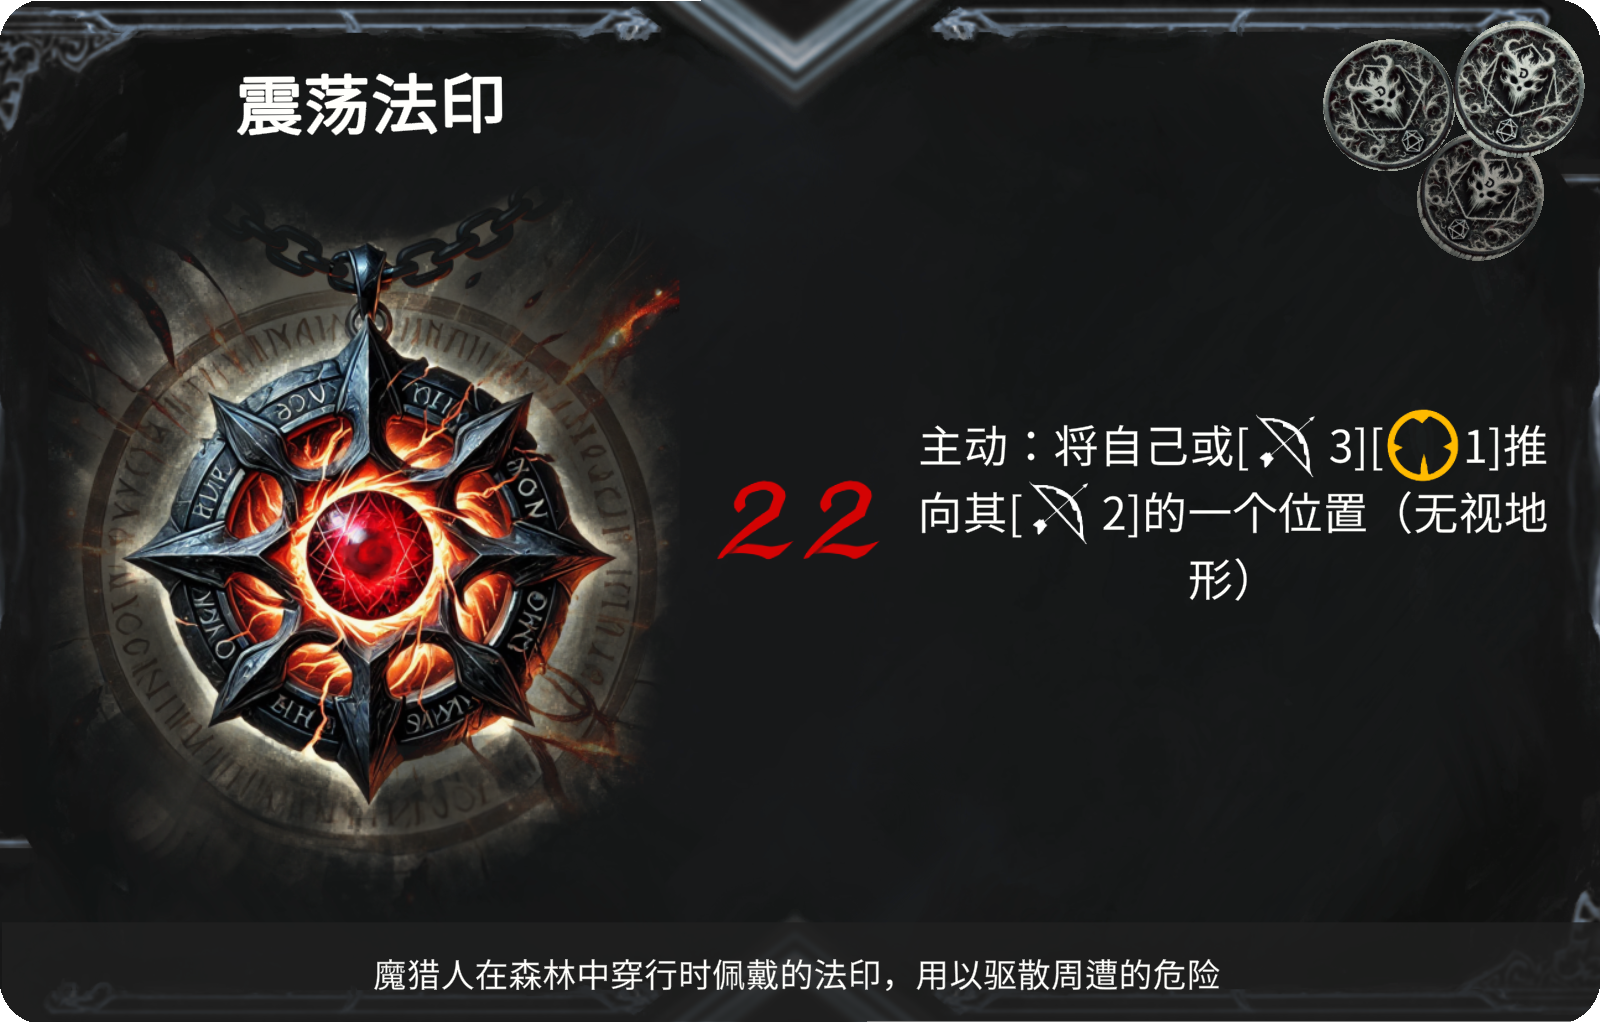 震荡法印
22
主动：将自己或[ 3][ 1]推
向其[ 2]的一个位置（无视地
形）
魔猎人在森林中穿行时佩戴的法印，用以驱散周遭的危险